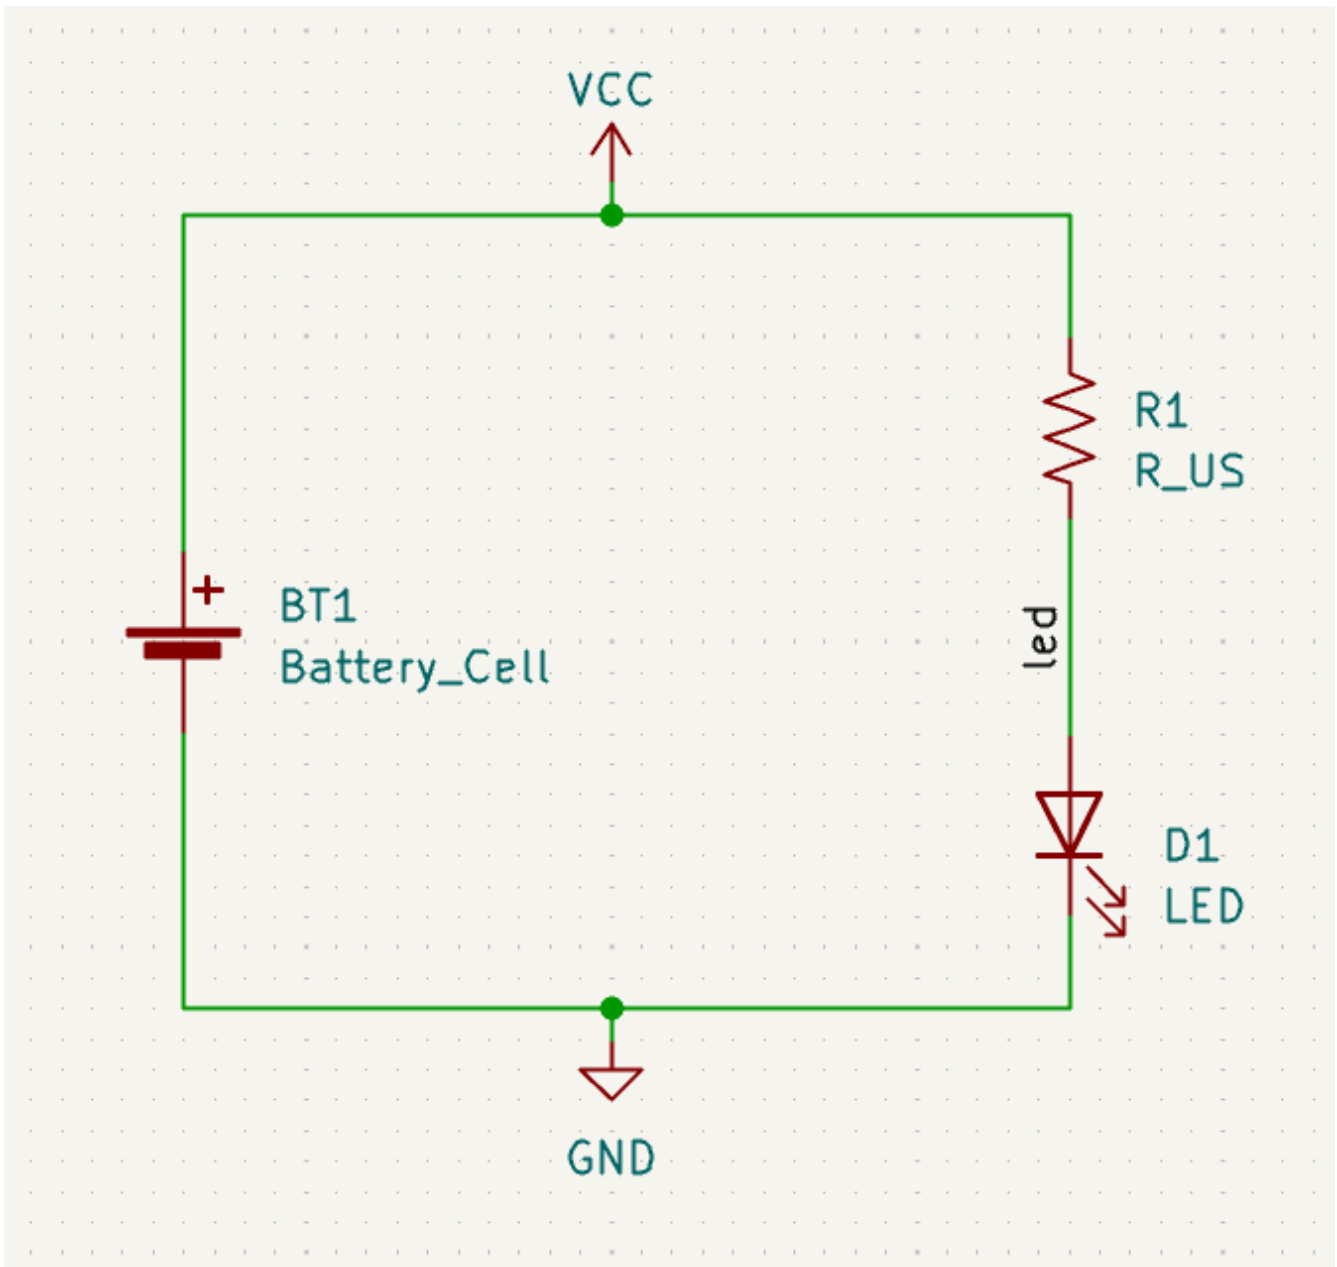 VCC
R1
R_US
+
BT1
Battery_Cell
led
D1
LED
GND